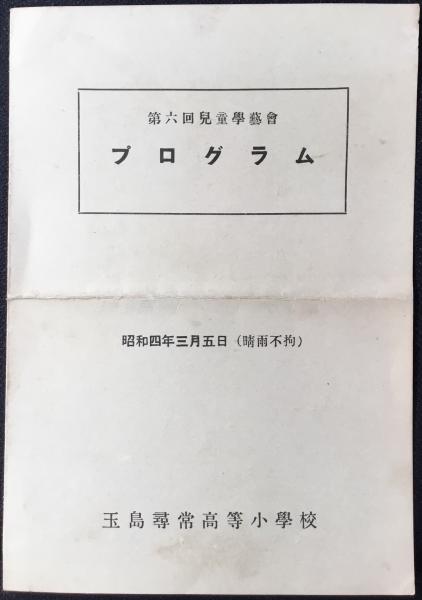 第六回兒童學藝會
プログラム
昭和四年三月五日（晴雨不拘）
玉島尋常高等小學校